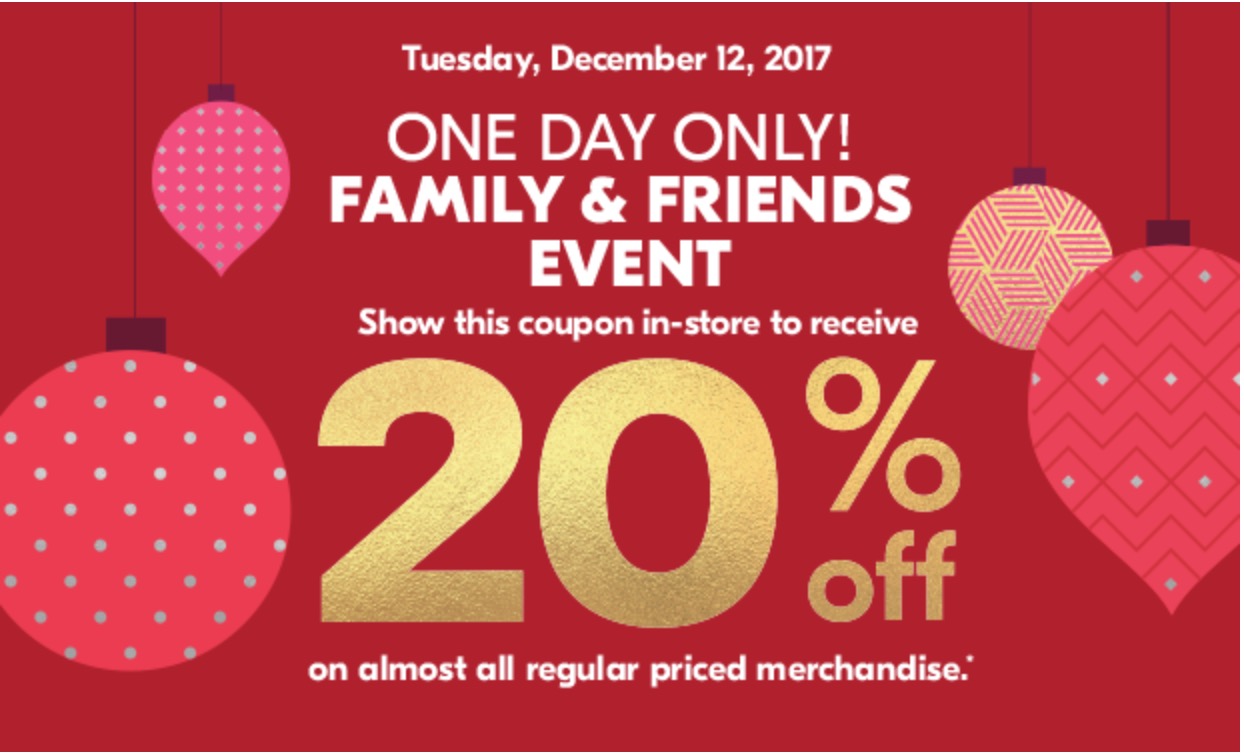 Tuesday, December 12, 2017
ONE DAY ONLY!
FAMILY & FRIENDS
EVENT
Show this coupon in-store to receive
20%
off
on almost all regular priced merchandise.*